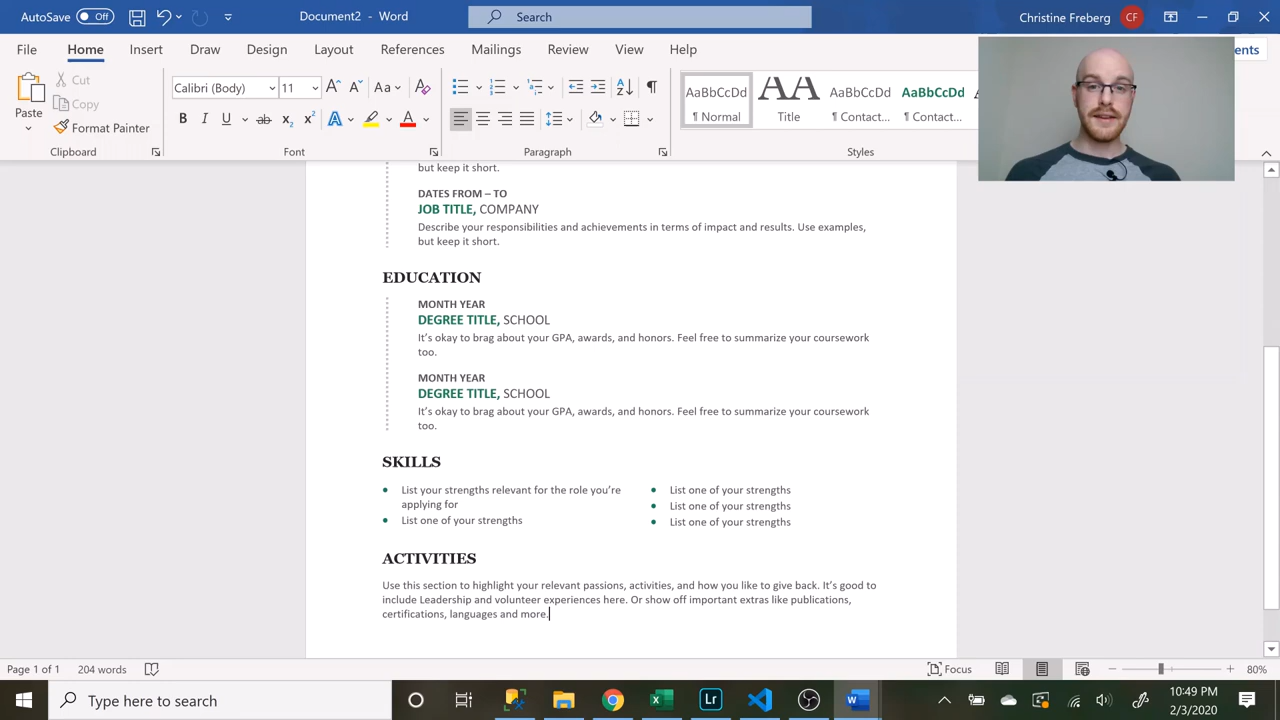 AutoSave Off
Document2 - Word
Search
Christine Freberg CF
File Home Insert Draw Design Layout References Mailings Review View Help
Paste
Cut
Copy
Format Painter
Clipboard
Calibri (Body) 11
Font
Paragraph
AaBbCcDd
¶ Normal
AA
Title
AaBbCcDd
¶ Contact...
AaBbCcDd
¶ Contact...
Styles
but keep it short.
DATES FROM – TO
JOB TITLE, COMPANY
Describe your responsibilities and achievements in terms of impact and results. Use examples,
but keep it short.
EDUCATION
MONTH YEAR
DEGREE TITLE, SCHOOL
It's okay to brag about your GPA, awards, and honors. Feel free to summarize your coursework
too.
MONTH YEAR
DEGREE TITLE, SCHOOL
It's okay to brag about your GPA, awards, and honors. Feel free to summarize your coursework
too.
SKILLS
List your strengths relevant for the role you're
applying for
List one of your strengths
List one of your strengths
List one of your strengths
List one of your strengths
ACTIVITIES
Use this section to highlight your relevant passions, activities, and how you like to give back. It's good to
include Leadership and volunteer experiences here. Or show off important extras like publications,
certifications, languages and more.
Page 1 of 1 204 words
Focus
80%
Type here to search
10:49 PM
2/3/2020